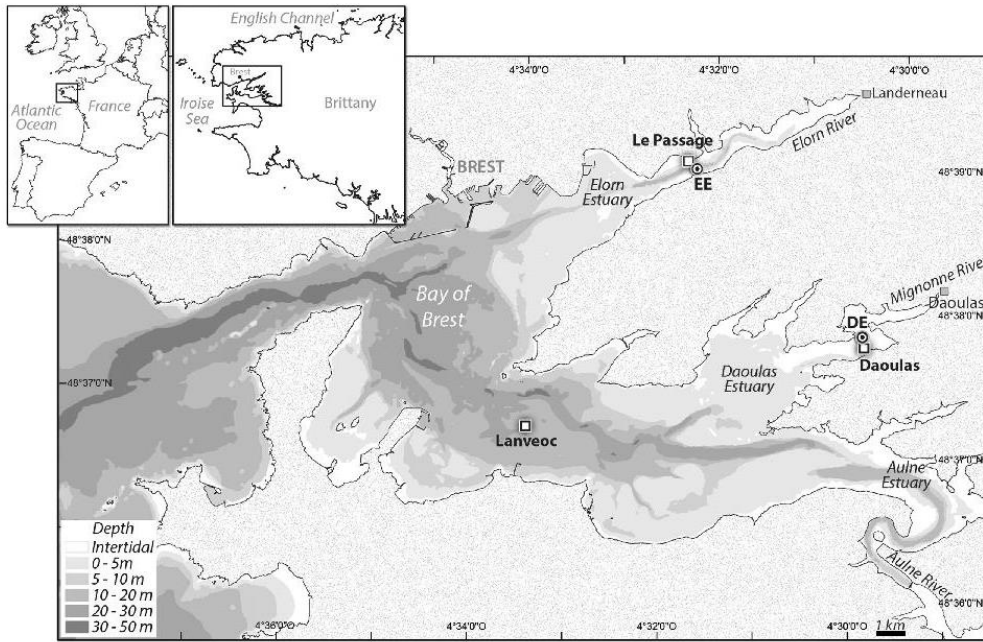 English Channel
Atlantic
Ocean
France
Brest
Iroise
Sea
Brittany
4°34'0"O
4°32'0"O
4°30'0"O
Landerneau
Elorn River
Le Passage
EE
BREST
Elorn
Estuary
48°39'0"N
48°38'0"N
Bay of
Brest
Mignonne River
Daoulas
48°38'0"N
DE
Daoulas
Daoulas
Estuary
48°37'0"N
Lanveoc
48°37'0"N
Aulne
Estuary
Aulne River
48°36'0"N
Depth
Intertidal
0 - 5m
5 - 10 m
10 - 20 m
20 - 30 m
30 - 50 m
4°36'0"O
4°34'0"O
4°32'0"O
4°30'0"O
1 km